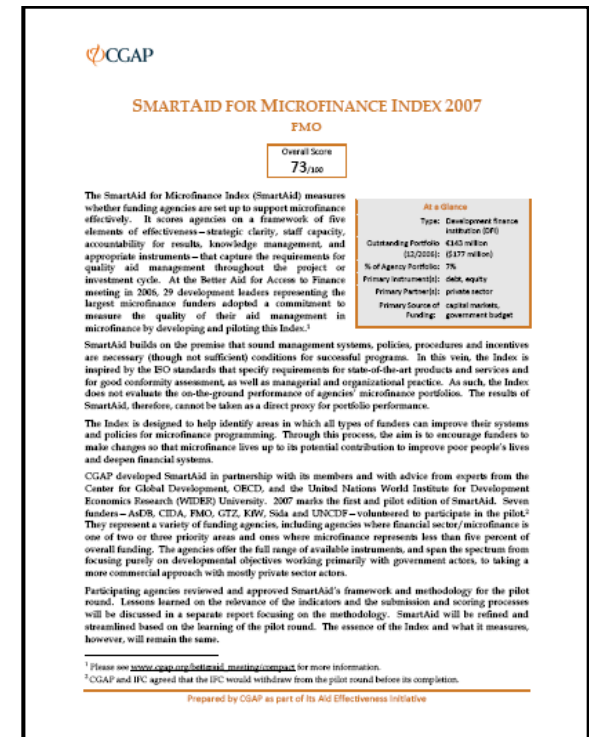 CGAP
SMARTAID FOR MICROFINANCE INDEX 2007
FMO
Overall Score
73/100
The SmartAid for Microfinance Index (SmartAid) measures
whether funding agencies are set up to support microfinance
effectively. It scores agencies on a framework of five
elements of effectiveness—strategic clarity, staff capacity,
accountability for results, knowledge management, and
appropriate instruments—that capture the requirements for
quality aid management throughout the project or
investment cycle. At the Better Aid for Access to Finance
meeting in 2006, 29 development leaders representing the
largest microfinance funders adopted a commitment to
measure the quality of their aid management in
microfinance by developing and piloting this Index.¹
At a Glance
Type: Development finance
institution (DFI)
Outstanding Portfolio €143 million
(12/2006): ($177 million)
% of Agency Portfolio: 7%
Primary Instrument(s): debt, equity
Primary Partner(s): private sector
Primary Source of capital markets,
Funding: government budget
SmartAid builds on the premise that sound management systems, policies, procedures and incentives
are necessary (though not sufficient) conditions for successful programs. In this vein, the Index is
inspired by the ISO standards that specify requirements for state-of-the-art products and services and
for good conformity assessment, as well as managerial and organizational practice. As such, the Index
does not evaluate the on-the-ground performance of agencies' microfinance portfolios. The results of
SmartAid, therefore, cannot be taken as a direct proxy for portfolio performance.
The Index is designed to help identify areas in which all types of funders can improve their systems
and policies for microfinance programming. Through this process, the aim is to encourage funders to
make changes so that microfinance lives up to its potential contribution to improve poor people's lives
and deepen financial systems.
CGAP developed SmartAid in partnership with its members and with advice from experts from the
Center for Global Development, OECD, and the United Nations World Institute for Development
Economics Research (WIDER) University. 2007 marks the first and pilot edition of SmartAid. Seven
funders—AsDB, CIDA, FMO, GTZ, KfW, Sida and UNCDF—volunteered to participate in the pilot.²
They represent a variety of funding agencies, including agencies where financial sector/microfinance is
one of two or three priority areas and ones where microfinance represents less than five percent of
overall funding. The agencies offer the full range of available instruments, and span the spectrum from
focusing purely on developmental objectives working primarily with government actors, to taking a
more commercial approach with mostly private sector actors.
Participating agencies reviewed and approved SmartAid's framework and methodology for the pilot
round. Lessons learned on the relevance of the indicators and the submission and scoring processes
will be discussed in a separate report focusing on the methodology. SmartAid will be refined and
streamlined based on the learning of the pilot round. The essence of the Index and what it measures,
however, will remain the same.
¹ Please see www.cgap.org/betteraid_meeting/compact for more information.
² CGAP and IFC agreed that the IFC would withdraw from the pilot round before its completion.
Prepared by CGAP as part of its Aid Effectiveness Initiative